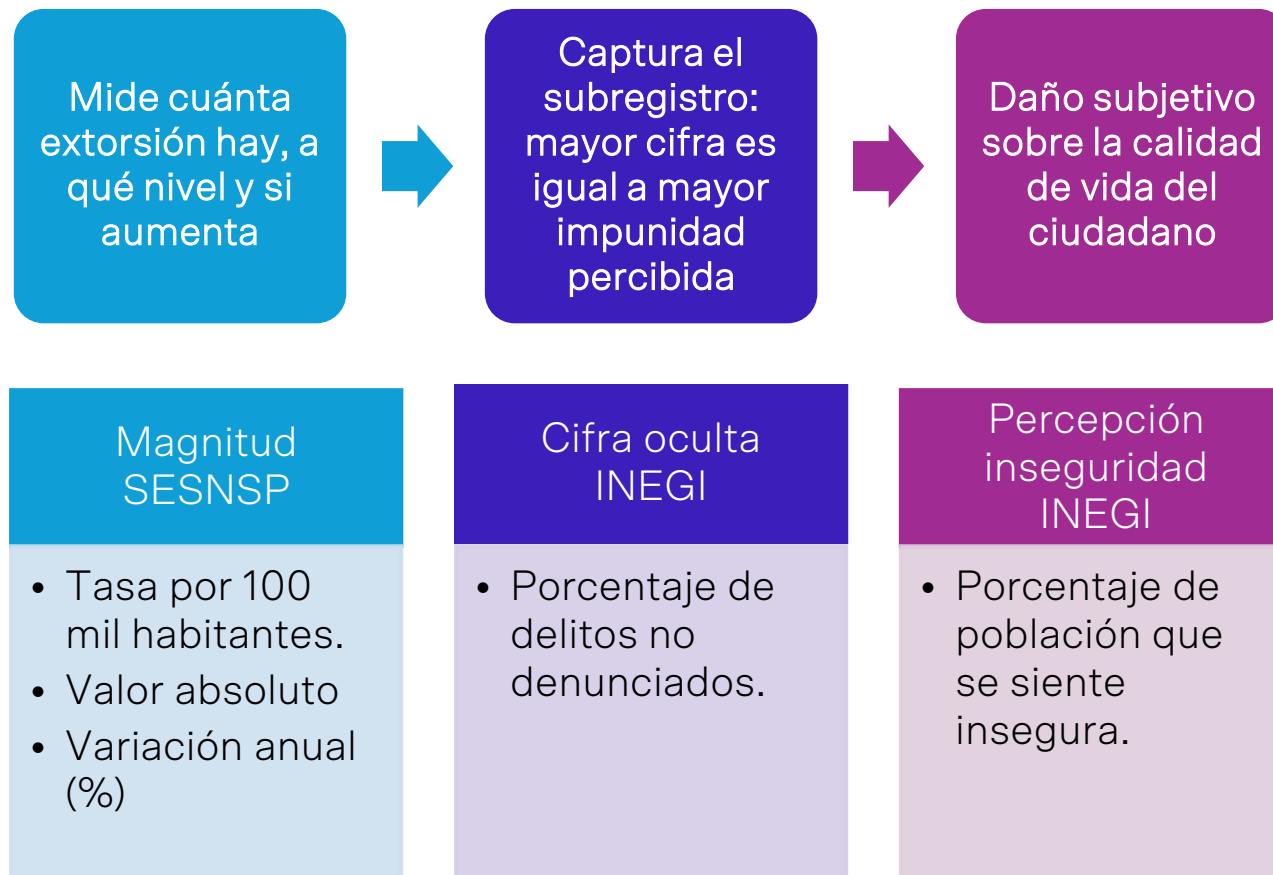 Mide cuánta
extorsión hay, a
qué nivel y si
aumenta
Captura el
subregistro:
mayor cifra es
igual a mayor
impunidad
percibida
Daño subjetivo
sobre la calidad
de vida del
ciudadano
Magnitud
SESNSP
• Tasa por 100
mil habitantes.
• Valor absoluto
• Variación anual
(%)
Cifra oculta
INEGI
• Porcentaje de
delitos no
denunciados.
Percepción
inseguridad
INEGI
• Porcentaje de
población que
se siente
insegura.